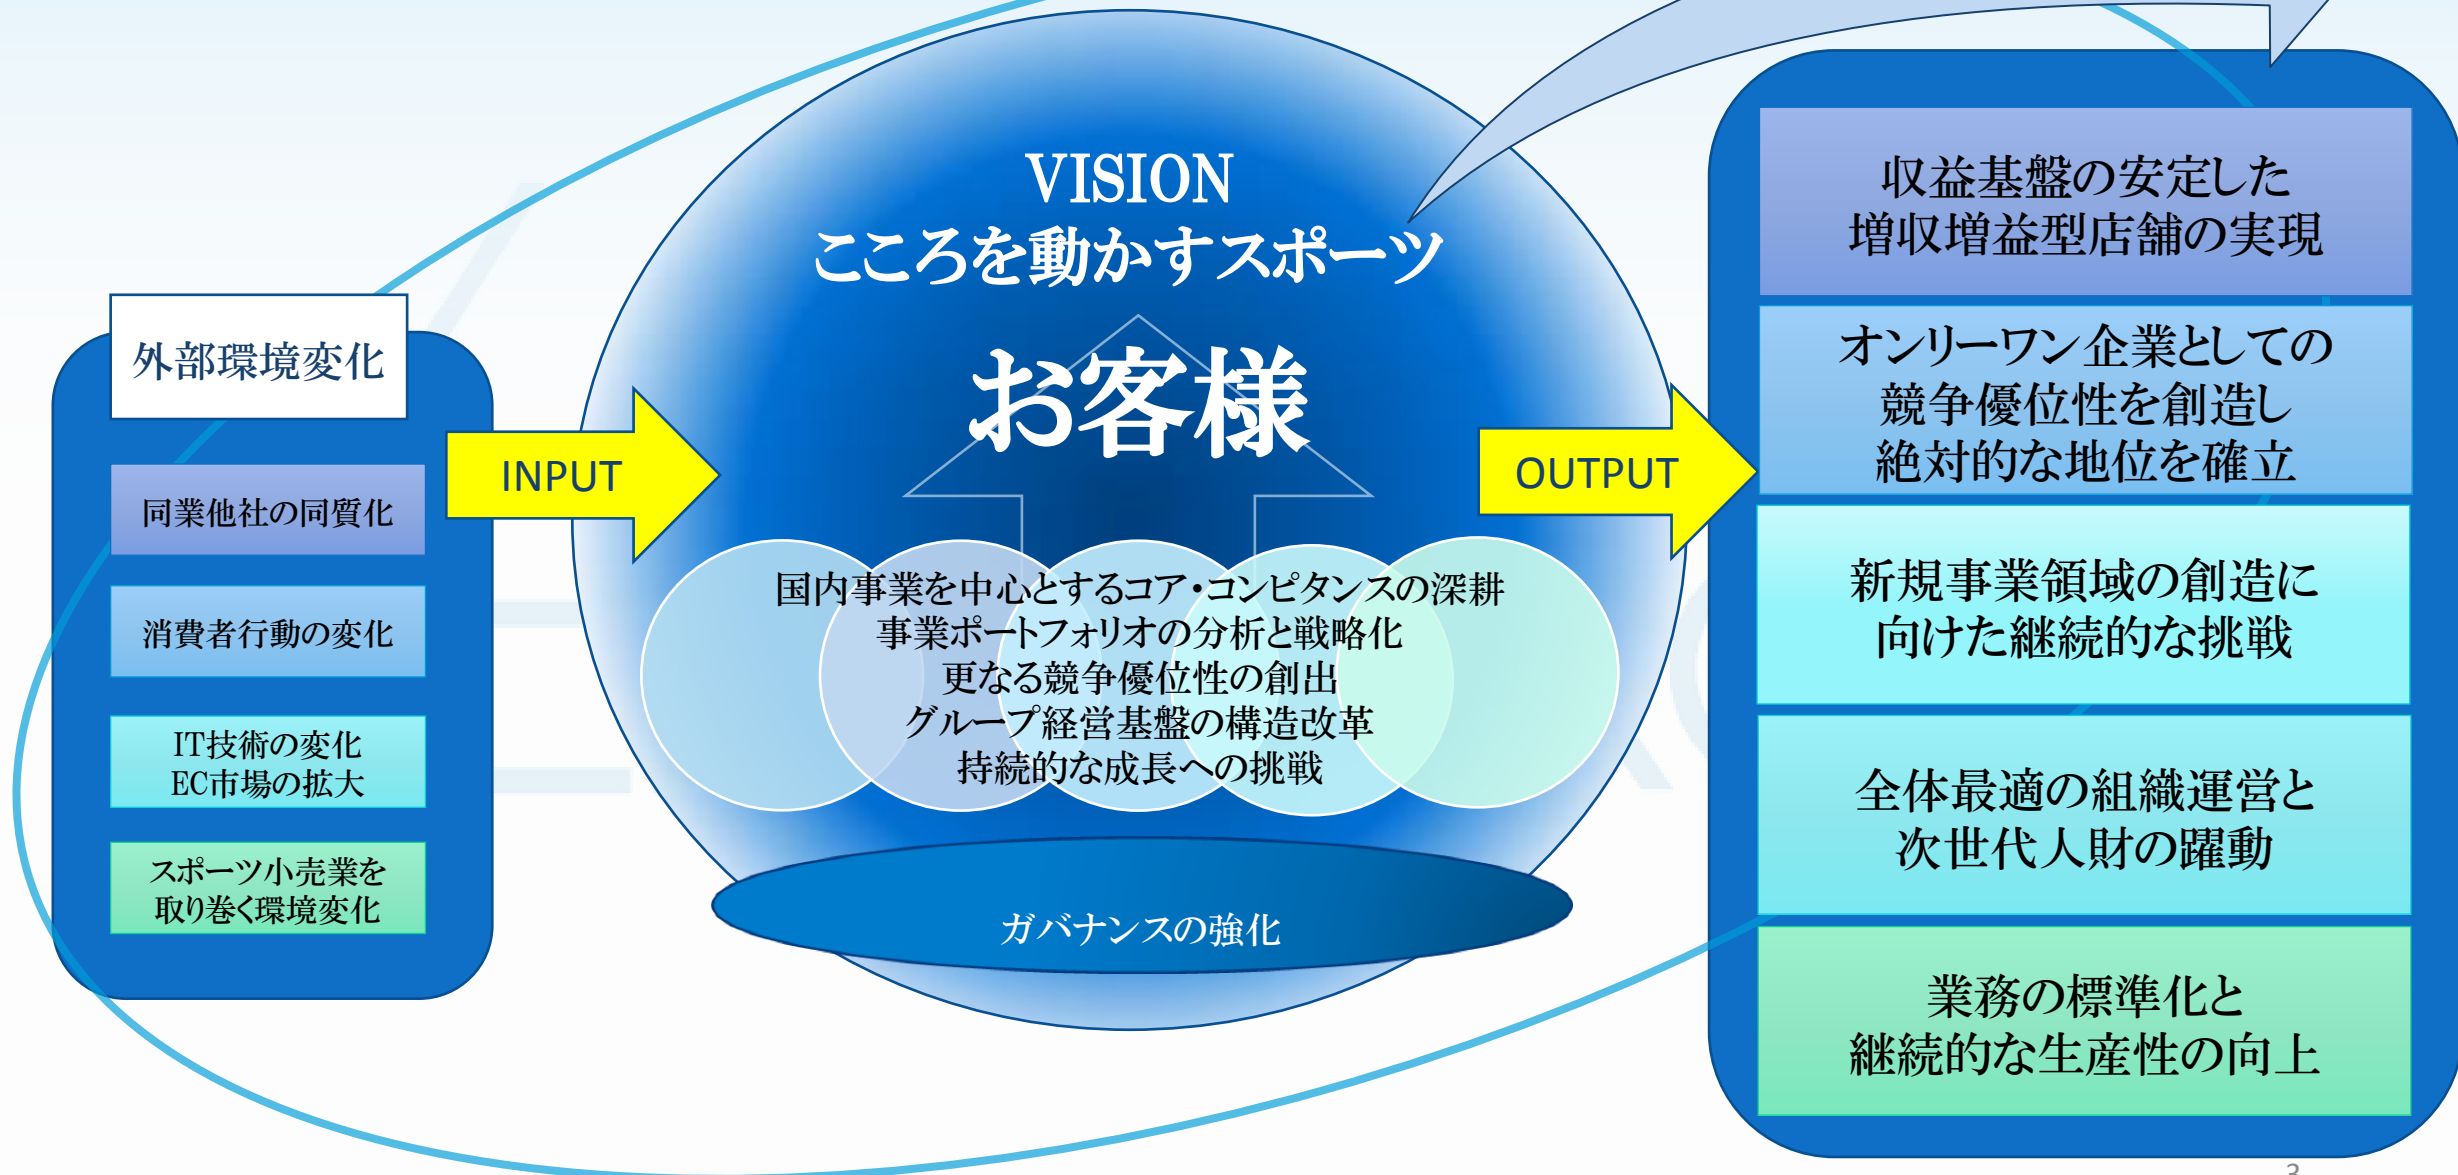 外部環境変化
同業他社の同質化
消費者行動の変化
IT技術の変化
EC市場の拡大
スポーツ小売業を
取り巻く環境変化
INPUT
VISION
こころを動かすスポーツ
お客様
国内事業を中心とするコア・コンピタンスの深耕
事業ポートフォリオの分析と戦略化
更なる競争優位性の創出
グループ経営基盤の構造改革
持続的な成長への挑戦
ガバナンスの強化
OUTPUT
収益基盤の安定した
増収増益型店舗の実現
オンリーワン企業としての
競争優位性を創造し
絶対的な地位を確立
新規事業領域の創造に
向けた継続的な挑戦
全体最適の組織運営と
次世代人財の躍動
業務の標準化と
継続的な生産性の向上
3